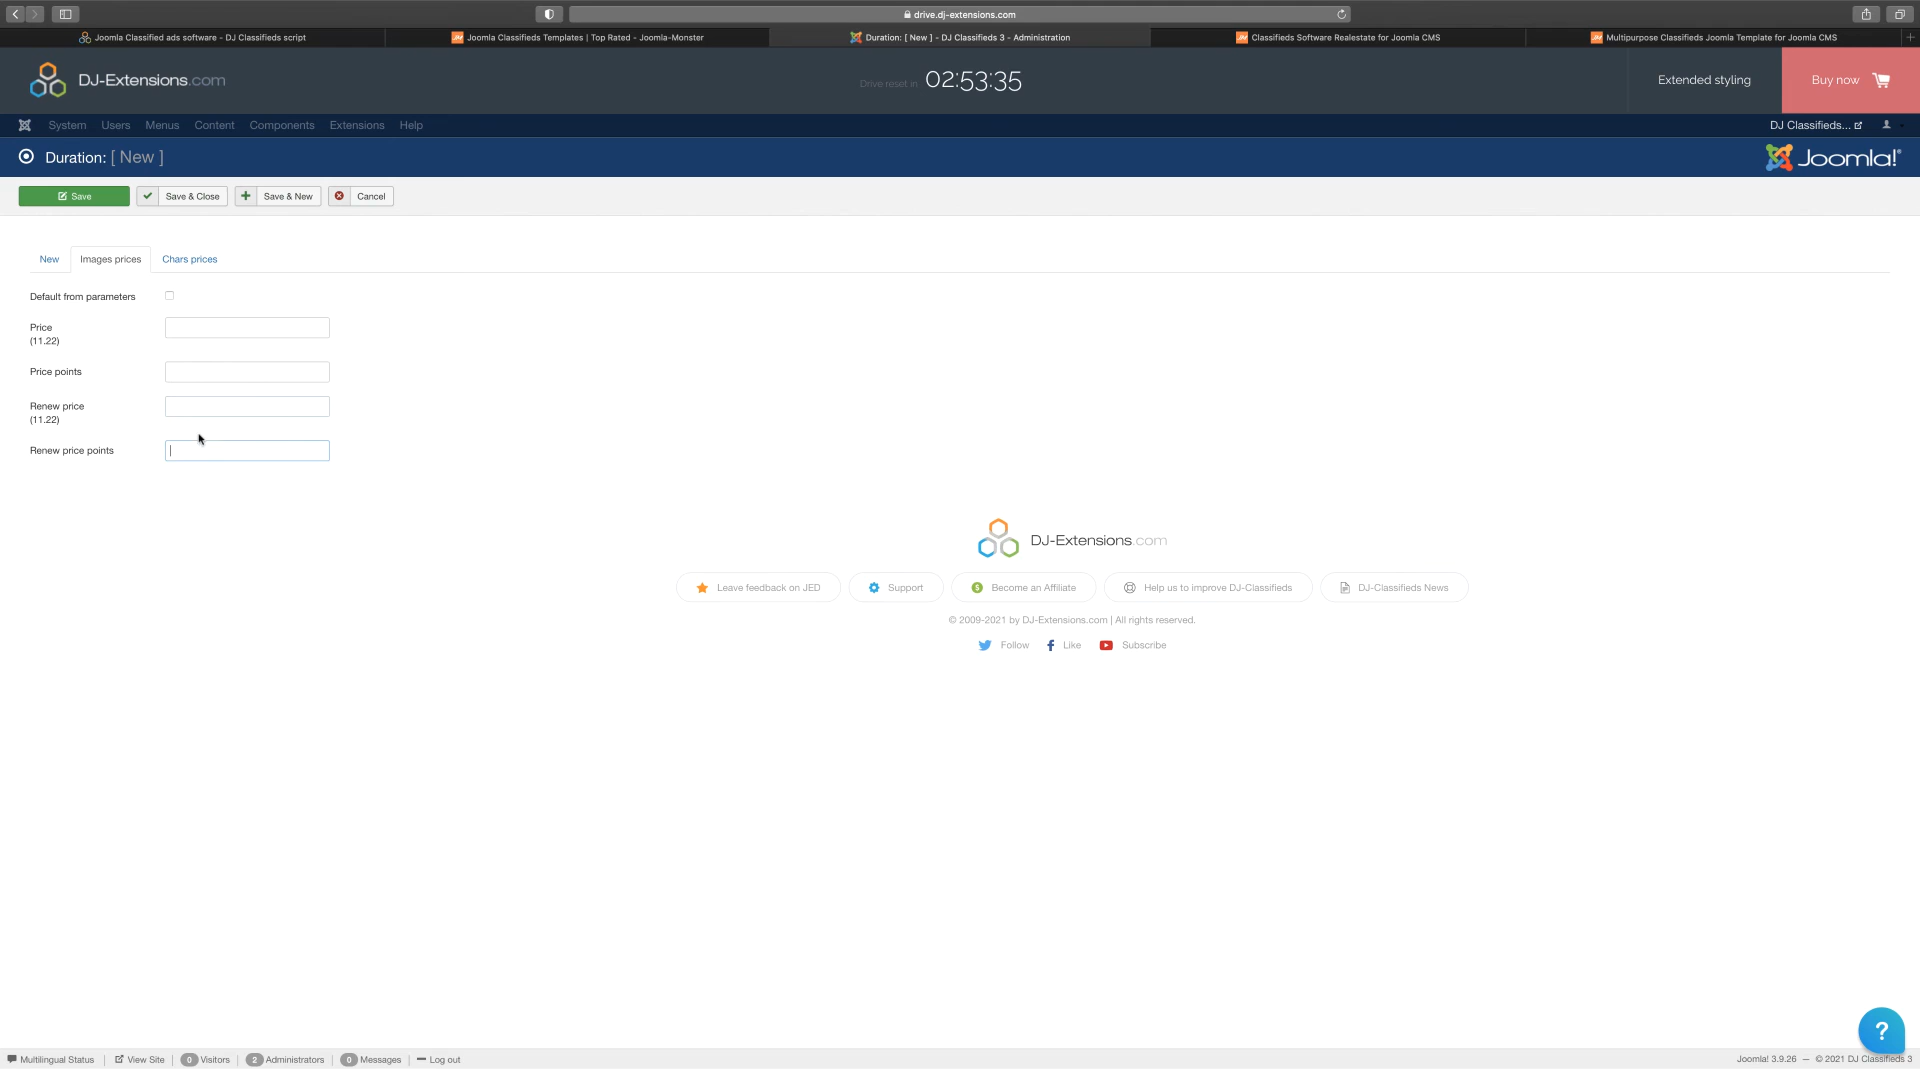 drive.dj-extensions.com
Joomla Classified ads software - DJ Classifieds script
Joomla Classifieds Templates | Top Rated - Joomla-Monster
Duration: [ New ] - DJ Classifieds 3 - Administration
Classifieds Software Realestate for Joomla CMS
Multipurpose Classifieds Joomla Template for Joomla CMS
DJ-Extensions.com
Drive reset in 02:53:35
Extended styling
Buy now
System Users Menus Content Components Extensions Help
DJ Classifieds...
Duration: [ New ]
Joomla!®
Save
Save & Close
Save & New
Cancel
New
Images prices
Chars prices
Default from parameters
Price
(11.22)
Price points
Renew price
(11.22)
Renew price points
DJ-Extensions.com
Leave feedback on JED
Support
Become an Affiliate
Help us to improve DJ-Classifieds
DJ-Classifieds News
© 2009-2021 by DJ-Extensions.com | All rights reserved.
Follow
Like
Subscribe
?
Multilingual Status | View Site | 0 Visitors | 2 Administrators | 0 Messages | Log out
Joomla! 3.9.26 — © 2021 DJ Classifieds 3